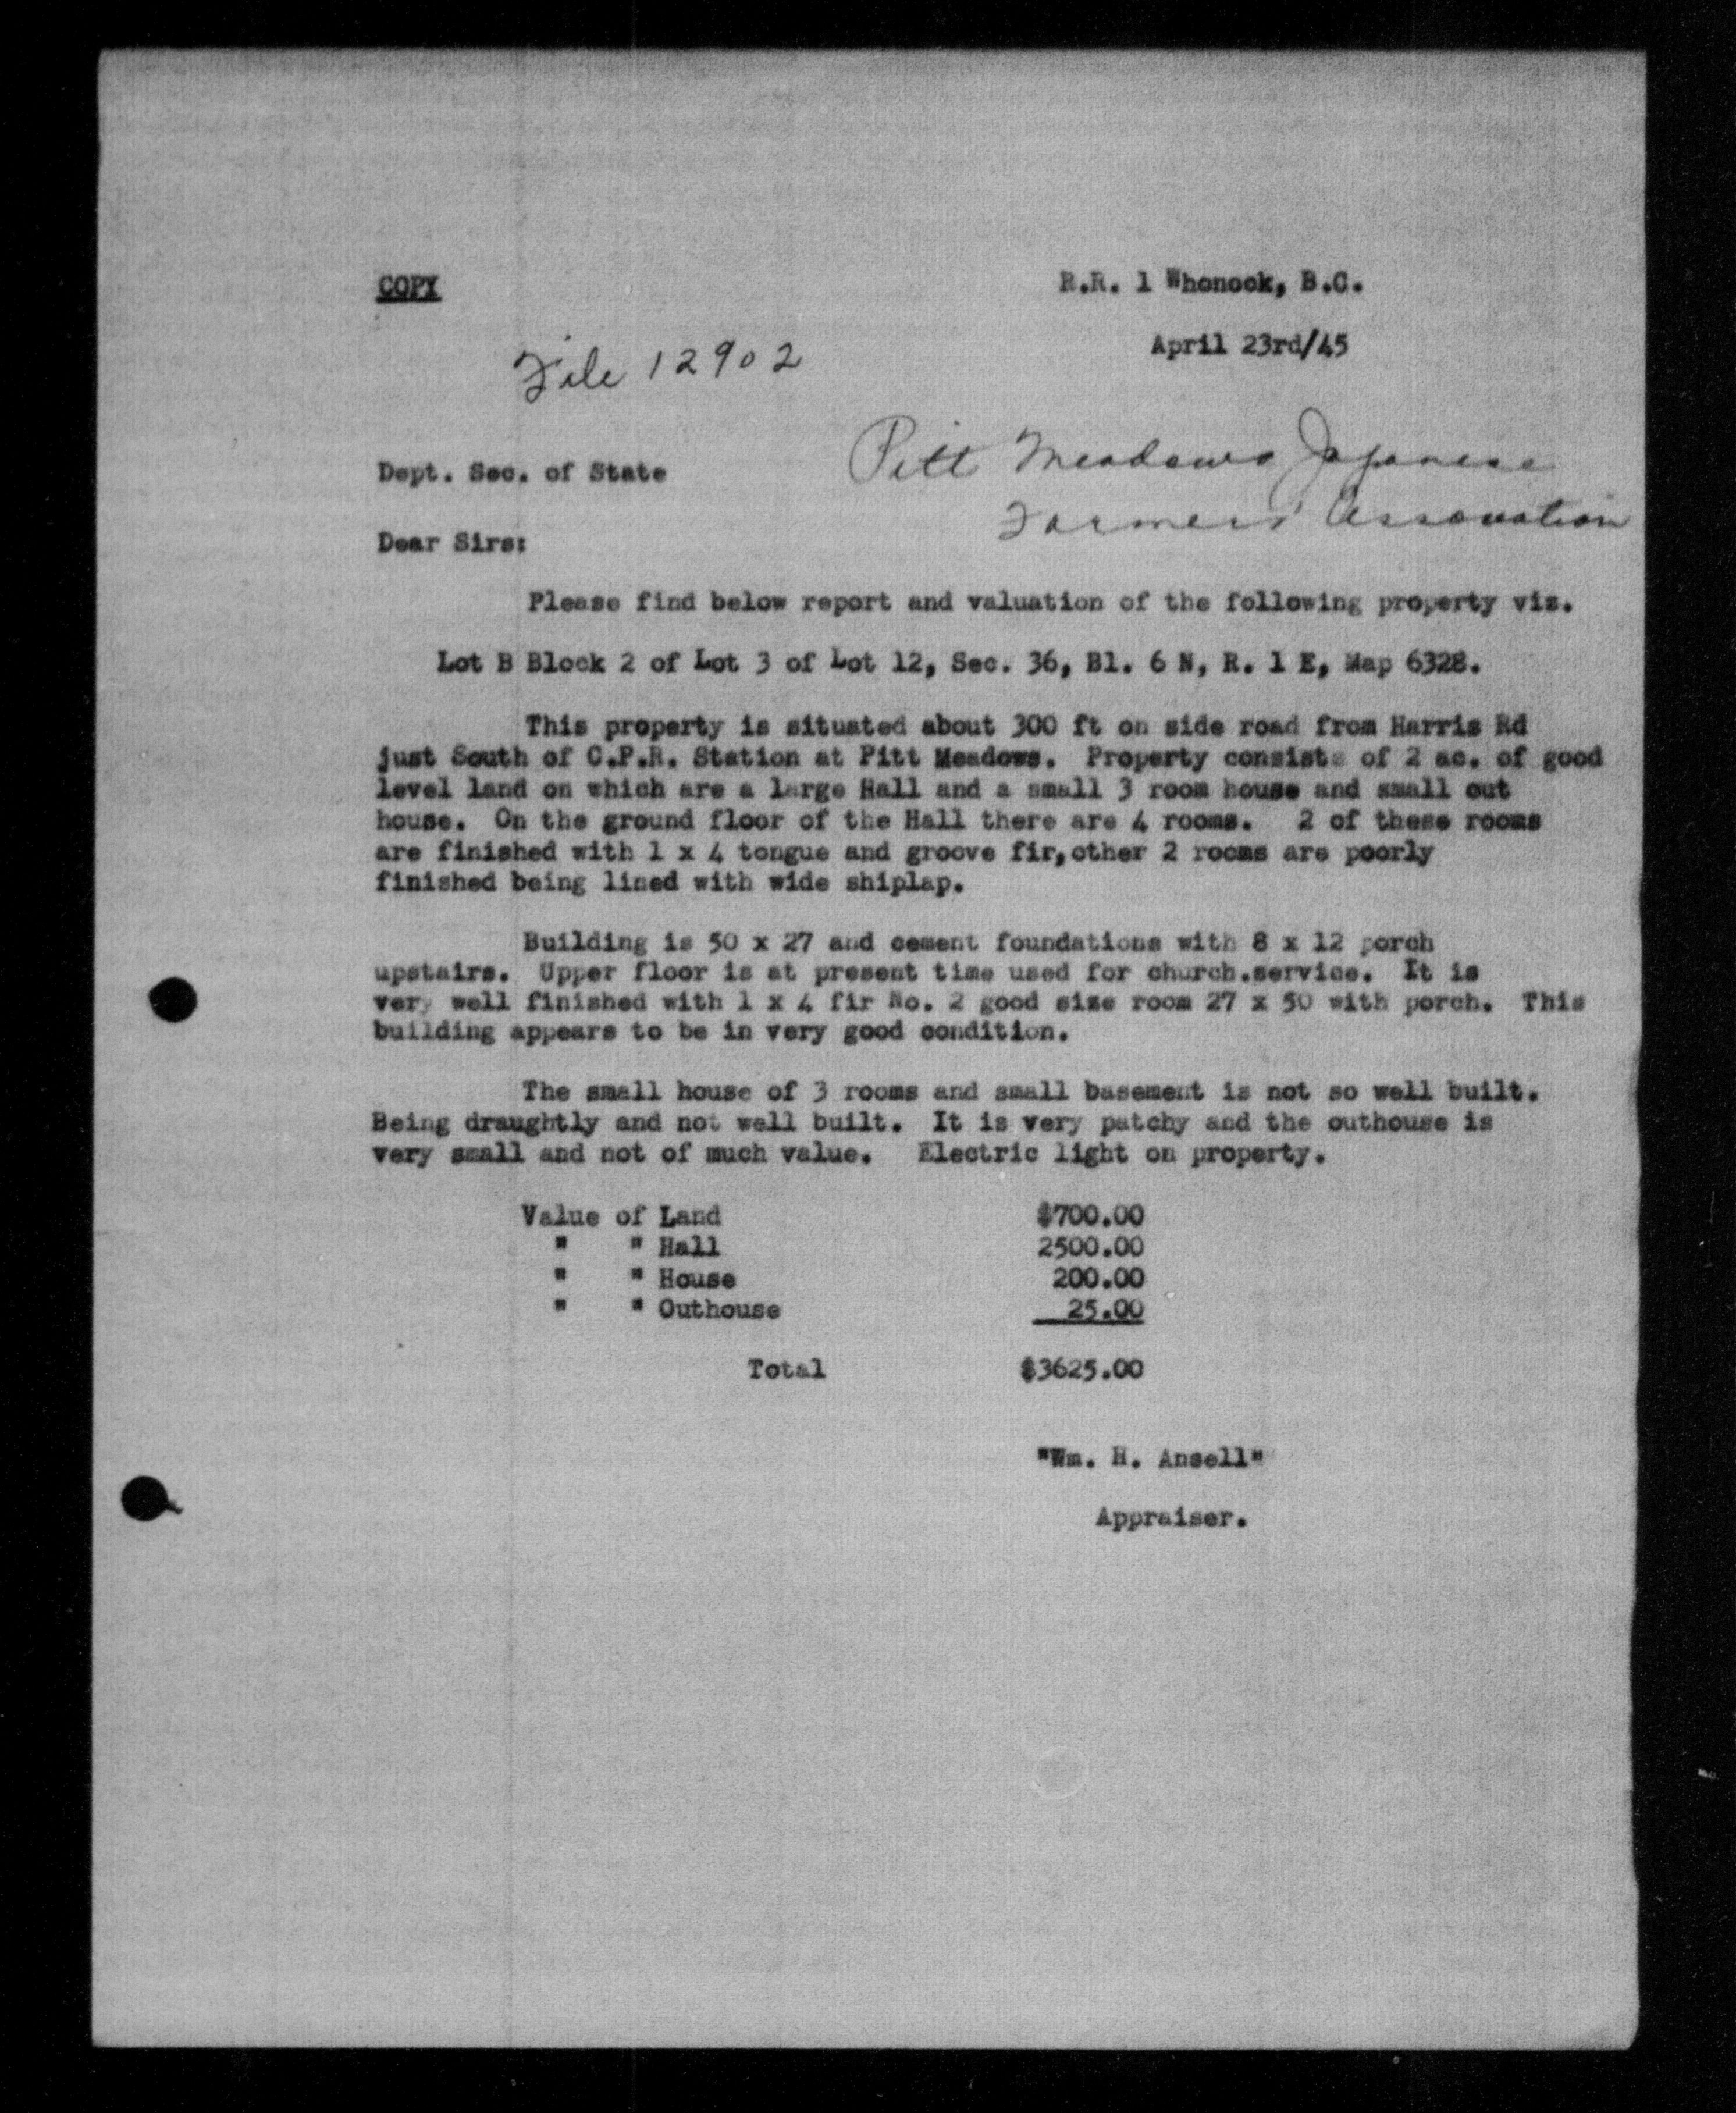 COPY
R.R. 1 Whonock, B.C.
April 23rd/45
File 12902
Pitt Meadows Japanese
Farmers' Association
Dept. Sec. of State
Dear Sirs:
Please find below report and valuation of the following property viz.
Lot B Block 2 of Lot 3 of Lot 12, Sec. 36, Bl. 6 N, R. 1 E, Map 6328.
This property is situated about 300 ft on side road from Harris Rd
just South of C.P.R. Station at Pitt Meadows. Property consists of 2 ac. of good
level land on which are a large Hall and a small 3 room house and small out
house. On the ground floor of the Hall there are 4 rooms. 2 of these rooms
are finished with 1 x 4 tongue and groove fir, other 2 rooms are poorly
finished being lined with wide shiplap.
Building is 50 x 27 and cement foundations with 8 x 12 porch
upstairs. Upper floor is at present time used for church.service. It is
very well finished with 1 x 4 fir No. 2 good size room 27 x 50 with porch. This
building appears to be in very good condition.
The small house of 3 rooms and small basement is not so well built.
Being draughtly and not well built. It is very patchy and the outhouse is
very small and not of much value. Electric light on property.
Value of Land $700.00
" " Hall 2500.00
" " House 200.00
" " Outhouse 25.00
Total $3625.00
"Wm. H. Ansell"
Appraiser.